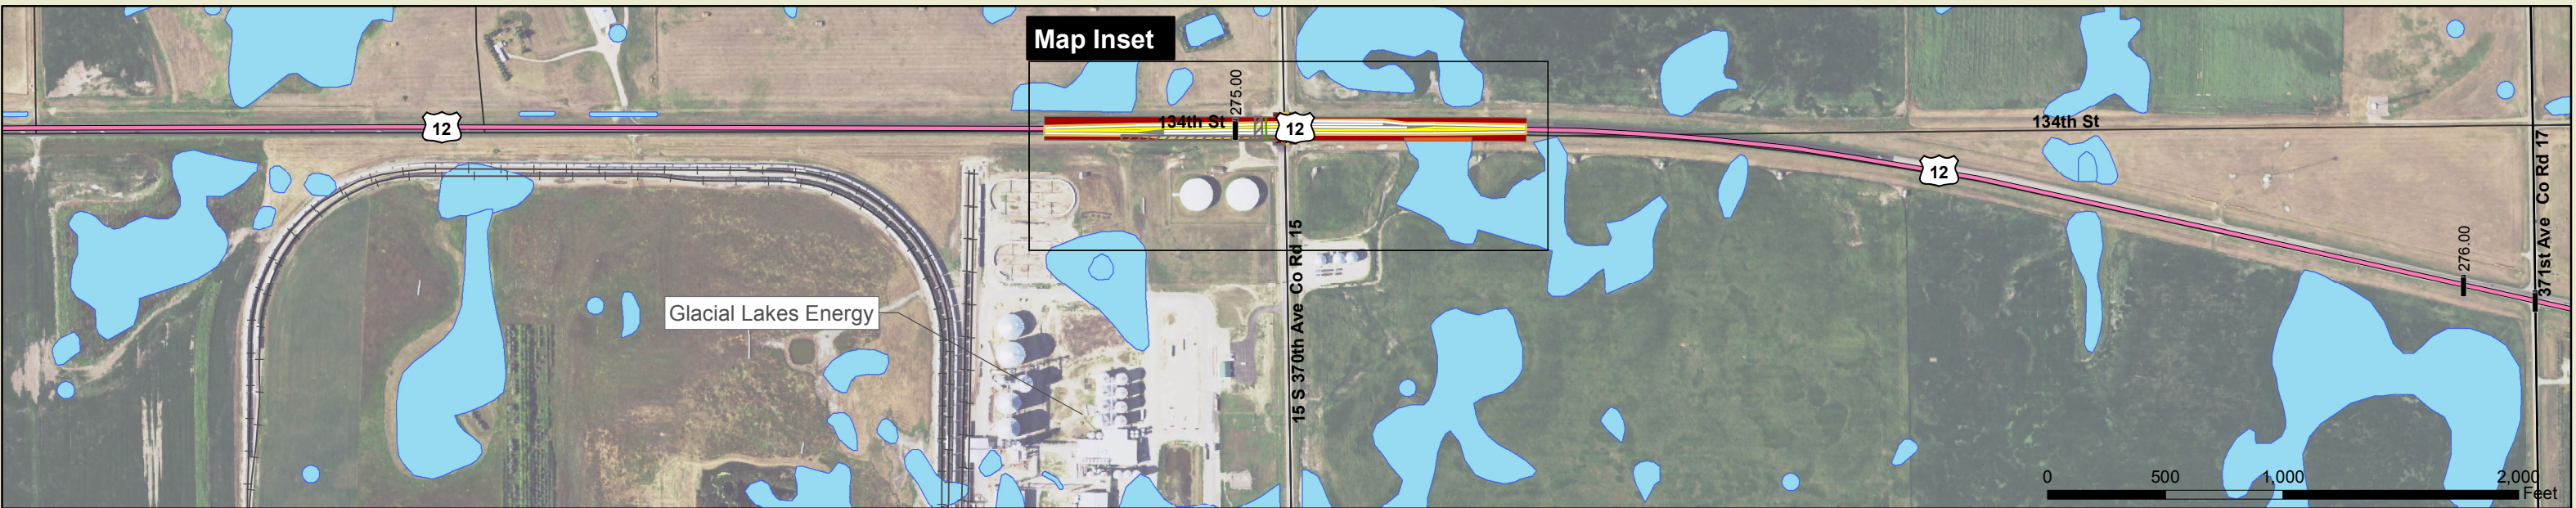 Map Inset
275.00
12
134th St
12
134th St
12
371st Ave Co Rd 17
276.00
15 S 370th Ave Co Rd 15
Glacial Lakes Energy
0 500 1,000 2,000
Feet